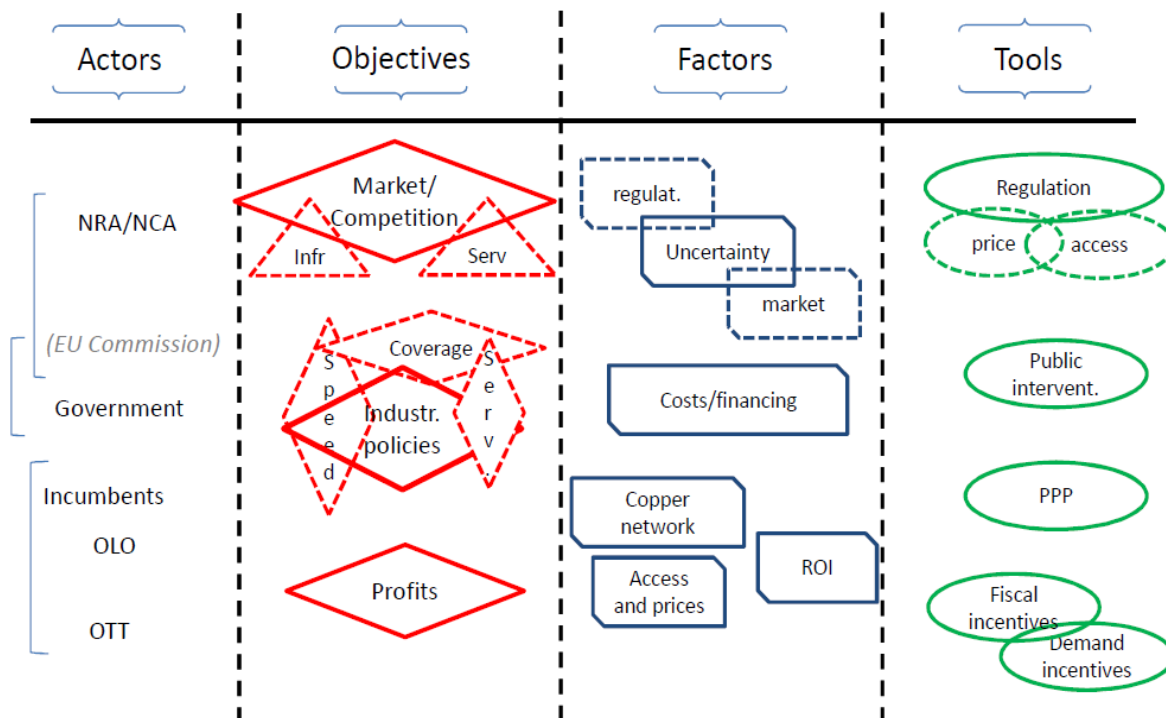 Actors
Objectives
Factors
Tools
NRA/NCA
(EU Commission)
Government
Incumbents
OLO
OTT
Market/
Competition
Infr
Serv
Coverage
Speed
Serv.
Industr.
policies
Profits
regulat.
Uncertainty
market
Costs/financing
Copper
network
ROI
Access
and prices
Regulation
price
access
Public
intervent.
PPP
Fiscal
incentives
Demand
incentives